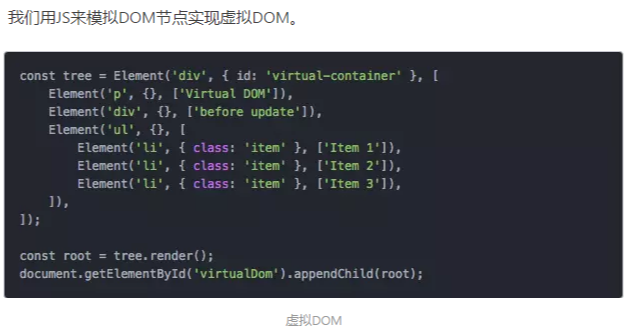 我们用JS来模拟DOM节点实现虚拟DOM。
const tree = Element('div', { id: 'virtual-container' }, [
    Element('p', {}, ['Virtual DOM']),
    Element('div', {}, ['before update']),
    Element('ul', {}, [
        Element('li', { class: 'item' }, ['Item 1']),
        Element('li', { class: 'item' }, ['Item 2']),
        Element('li', { class: 'item' }, ['Item 3']),
    ]),
]);
const root = tree.render();
document.getElementById('virtualDom').appendChild(root);
虚拟DOM